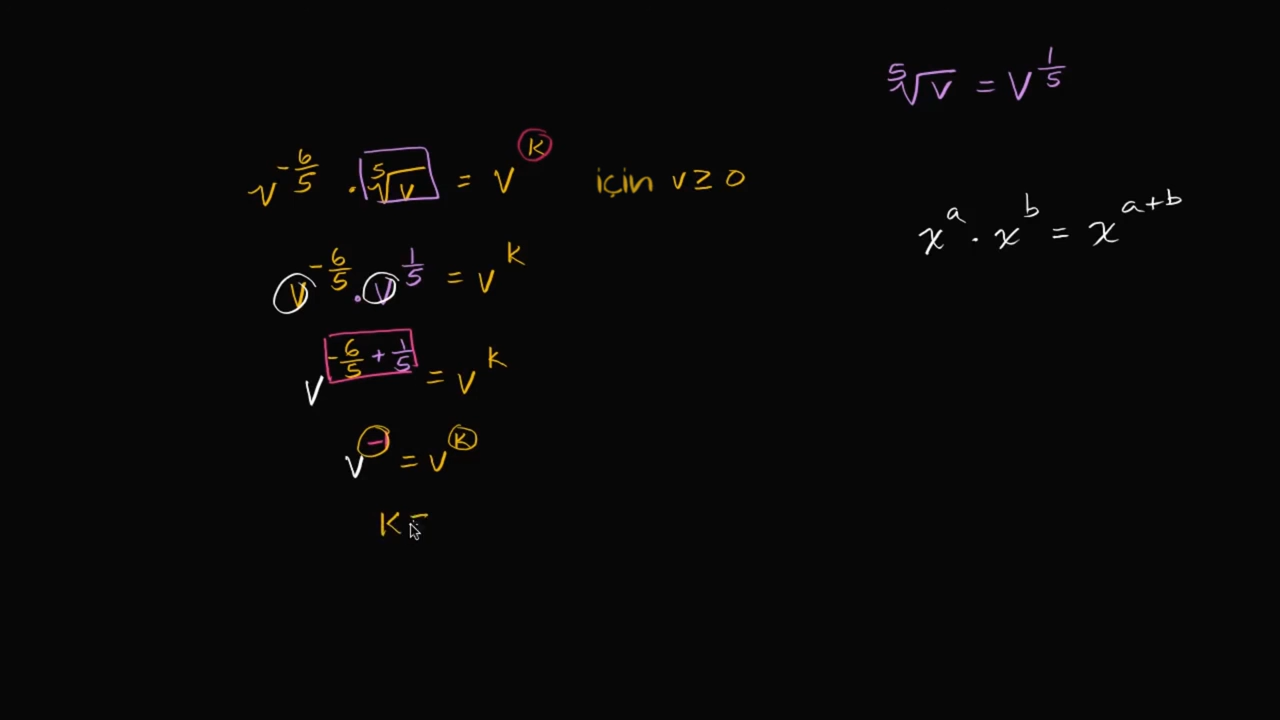 ⁵√v = v^(1/5)
v^(-6/5) · ⁵√v = v^k için v ≥ 0
x^a · x^b = x^(a+b)
v^(-6/5) · v^(1/5) = v^k
v^(-6/5 + 1/5) = v^k
v^(-1) = v^k
K =